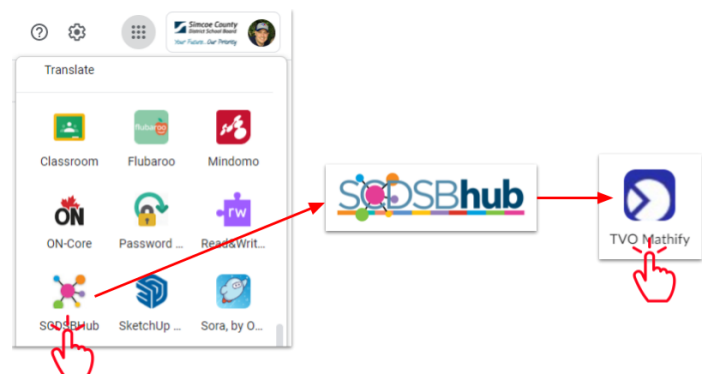 Simcoe County
District School Board
Your Future. Our Priority
Translate
flubaroo
Classroom
Flubaroo
Mindomo
ON
rw
ON-Core
Password ...
Read&Writ...
SCDSBHub
SketchUp ...
Sora, by O...
SCDSBhub
TVO Mathify